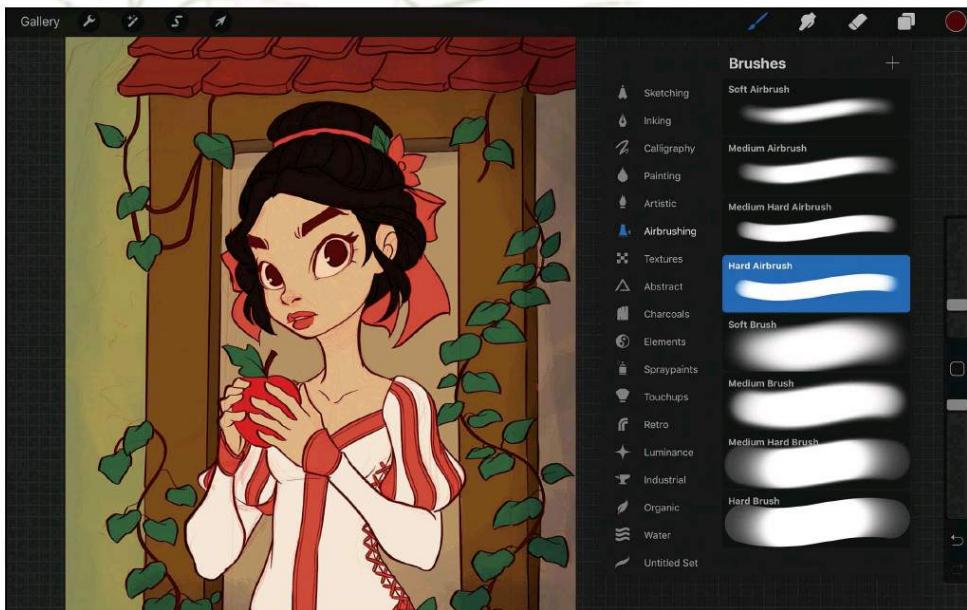 Gallery
Brushes
Sketching
Inking
Calligraphy
Painting
Artistic
Airbrushing
Textures
Abstract
Charcoals
Elements
Spraypaints
Touchups
Retro
Luminance
Industrial
Organic
Water
Untitled Set
Soft Airbrush
Medium Airbrush
Medium Hard Airbrush
Hard Airbrush
Soft Brush
Medium Brush
Medium Hard Brush
Hard Brush